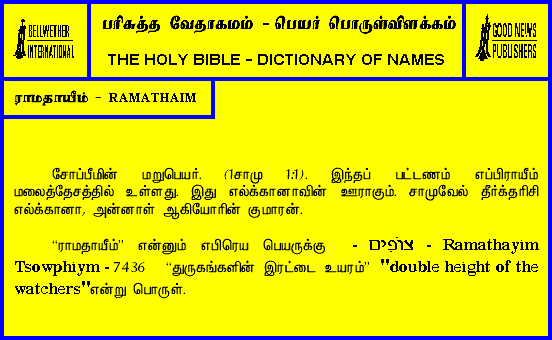 BELLWETHER
INTERNATIONAL
பரிசுத்த வேதாகமம் - பெயர் பொருள்விளக்கம்
THE HOLY BIBLE - DICTIONARY OF NAMES
GOOD NEWS
PUBLISHERS
ராமதாயீம் - RAMATHAIM
சோப்பீமின் மறுபெயர். (1சாமு 1:1). இந்தப் பட்டணம் எப்பிராயீம்
மலைத்தேசத்தில் உள்ளது. இது எல்க்கானாவின் ஊராகும். சாமுவேல் தீர்க்கதரிசி
எல்க்கானா, அன்னாள் ஆகியோரின் குமாரன்.
“ராமதாயீம்” என்னும் எபிரெய பெயருக்கு - צוֹפִים - Ramathayim
Tsowphiym - 7436 “துருகங்களின் இரட்டை உயரம்” "double height of the
watchers"என்று பொருள்.